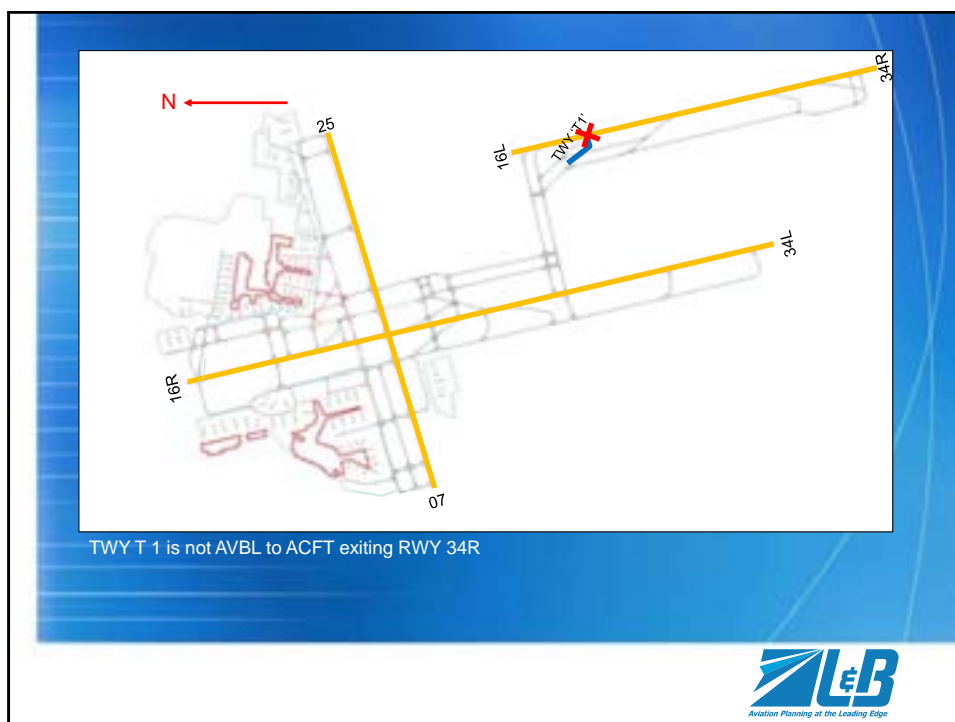 N
25
16L
TWY 'T1'
34R
34L
16R
07
TWY T 1 is not AVBL to ACFT exiting RWY 34R
L&B
Aviation Planning at the Leading Edge